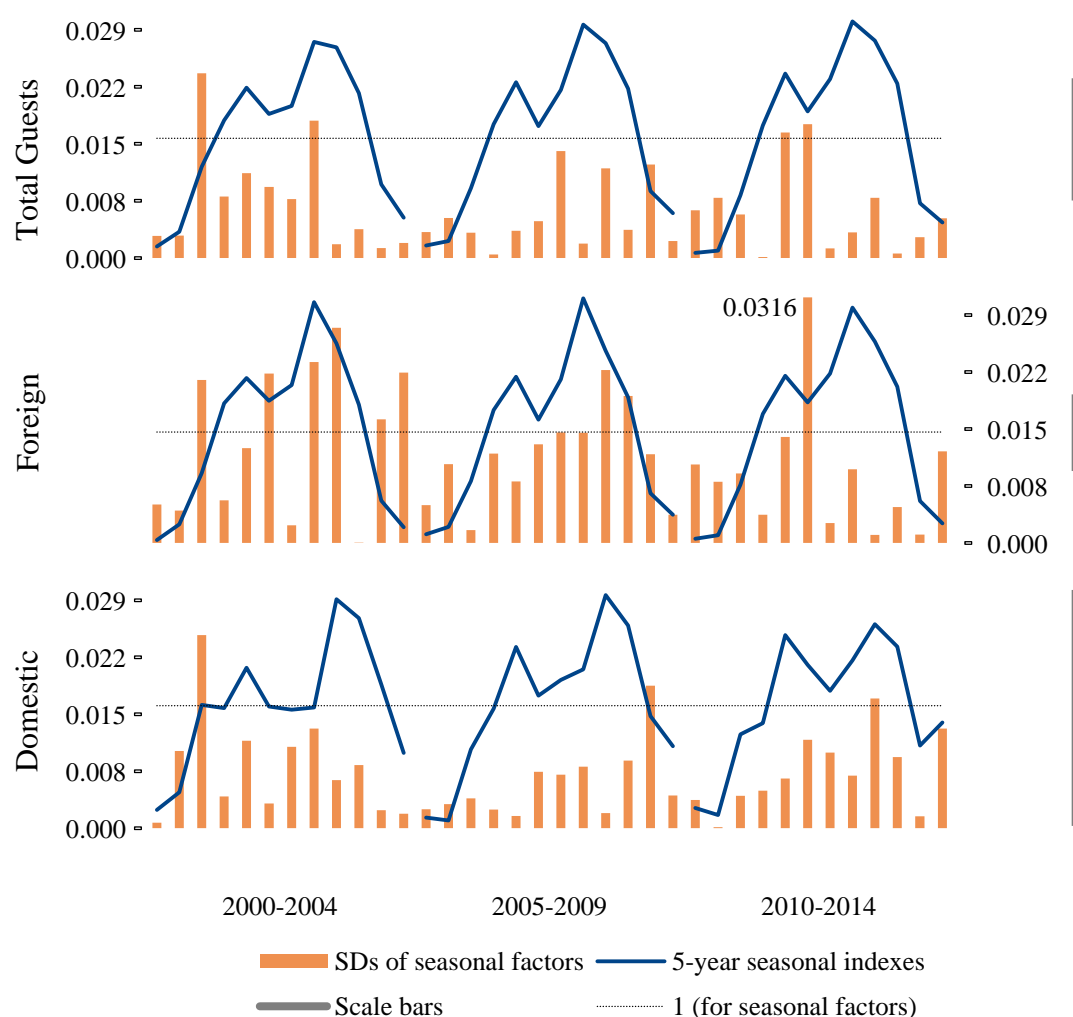 0.029
0.022
0.015
0.008
0.000
Total Guests
0.0316
0.029
0.022
0.015
0.008
0.000
Foreign
0.029
0.022
0.015
0.008
0.000
Domestic
2000-2004 2005-2009 2010-2014
SDs of seasonal factors 5-year seasonal indexes
Scale bars 1 (for seasonal factors)